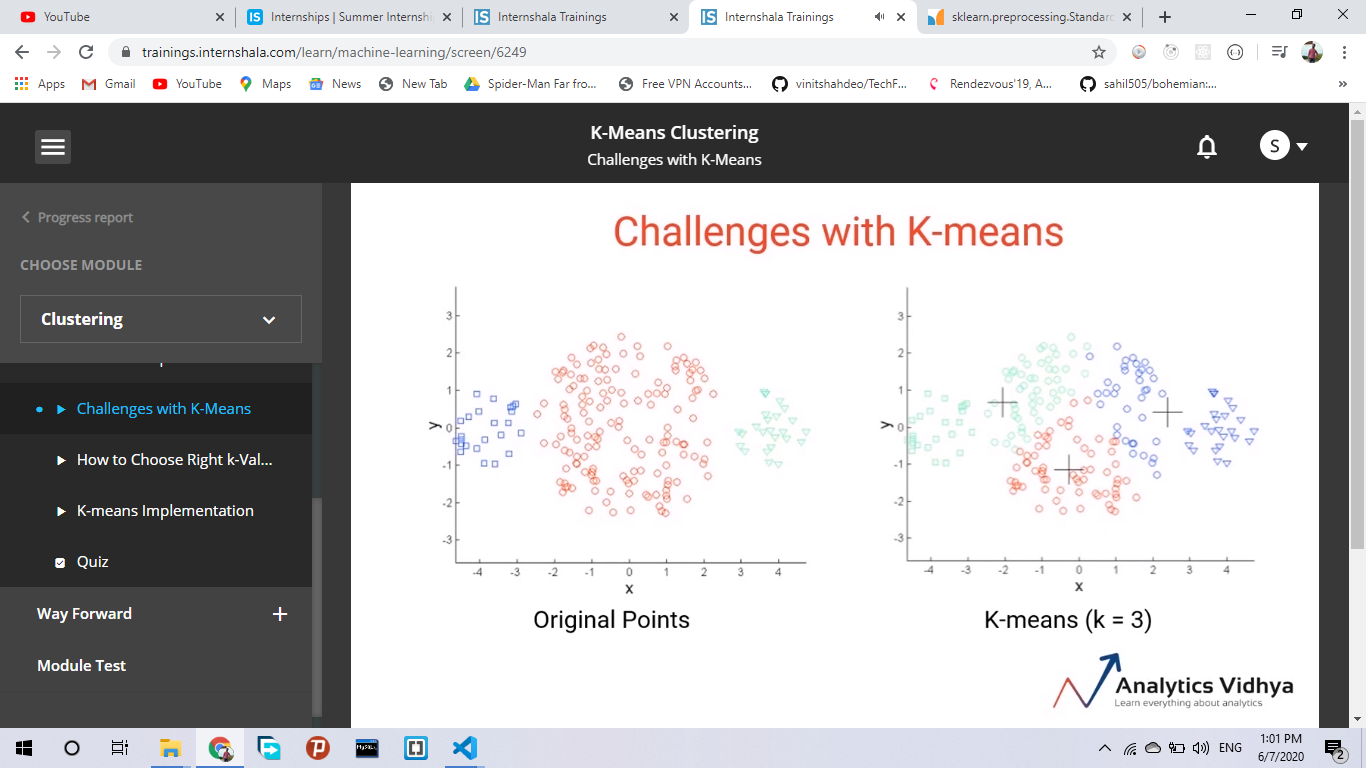 YouTube
Internships | Summer Internshi
Internshala Trainings
Internshala Trainings
sklearn.preprocessing.Standard
trainings.internshala.com/learn/machine-learning/screen/6249
Apps
Gmail
YouTube
Maps
News
New Tab
Spider-Man Far fro...
Free VPN Accounts...
vinitshahdeo/TechF...
Rendezvous'19, A...
sahil505/bohemian:...
»
K-Means Clustering
Challenges with K-Means
S
Progress report
CHOOSE MODULE
Clustering
Challenges with K-Means
How to Choose Right k-Val...
K-means Implementation
Quiz
Way Forward
Module Test
Challenges with K-means
3
2
1
0
-1
-2
-3
y
-4 -3 -2 -1 0 1 2 3 4
x
Original Points
3
2
1
0
-1
-2
-3
y
-4 -3 -2 -1 0 1 2 3 4
x
K-means (k = 3)
Analytics Vidhya
Learn everything about analytics
MySQL
ENG
1:01 PM
6/7/2020
2